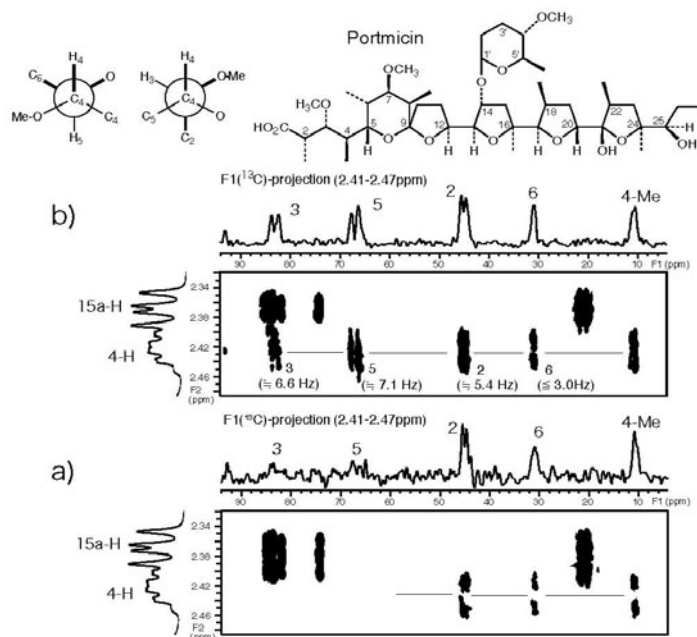 Portmicin
H4
C6
O
C4
Me-O
C4
H5
H4
H3
O-Me
C4
C5
O
C2
OCH3
3'
1'
5'
O
O
OCH3
7
H3CO
HO2C
2
4
5
O
9
O
12
14
O
16
18
O
20
22
O
24
25
H
H
H
H
H
OH
OH
b)
F1(13C)-projection (2.41-2.47ppm)
3
5
2
6
4-Me
90
80
70
60
50
40
30
20
10
F1 (ppm)
15a-H
4-H
2.34
2.38
2.42
2.46
F2
(ppm)
3
5
2
6
(≒ 6.6 Hz)
(≒ 7.1 Hz)
(≒ 5.4 Hz)
(≦ 3.0Hz)
a)
F1(13C)-projection (2.41-2.47ppm)
3
5
2
6
4-Me
90
80
70
60
50
40
30
20
10
F1 (ppm)
15a-H
4-H
2.34
2.38
2.42
2.46
F2
(ppm)